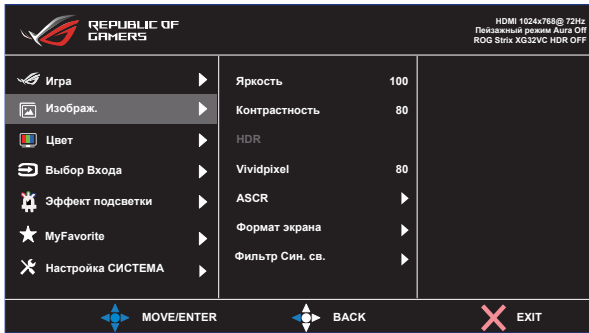 REPUBLIC OF
GAMERS
HDMI 1024x768@ 72Hz
Пейзажный режим Aura Off
ROG Strix XG32VC HDR OFF
Игра
Изображ.
Цвет
Выбор Входа
Эффект подсветки
MyFavorite
Настройка СИСТЕМА
Яркость 100
Контрастность 80
HDR
Vividpixel 80
ASCR
Формат экрана
Фильтр Син. св.
MOVE/ENTER BACK EXIT